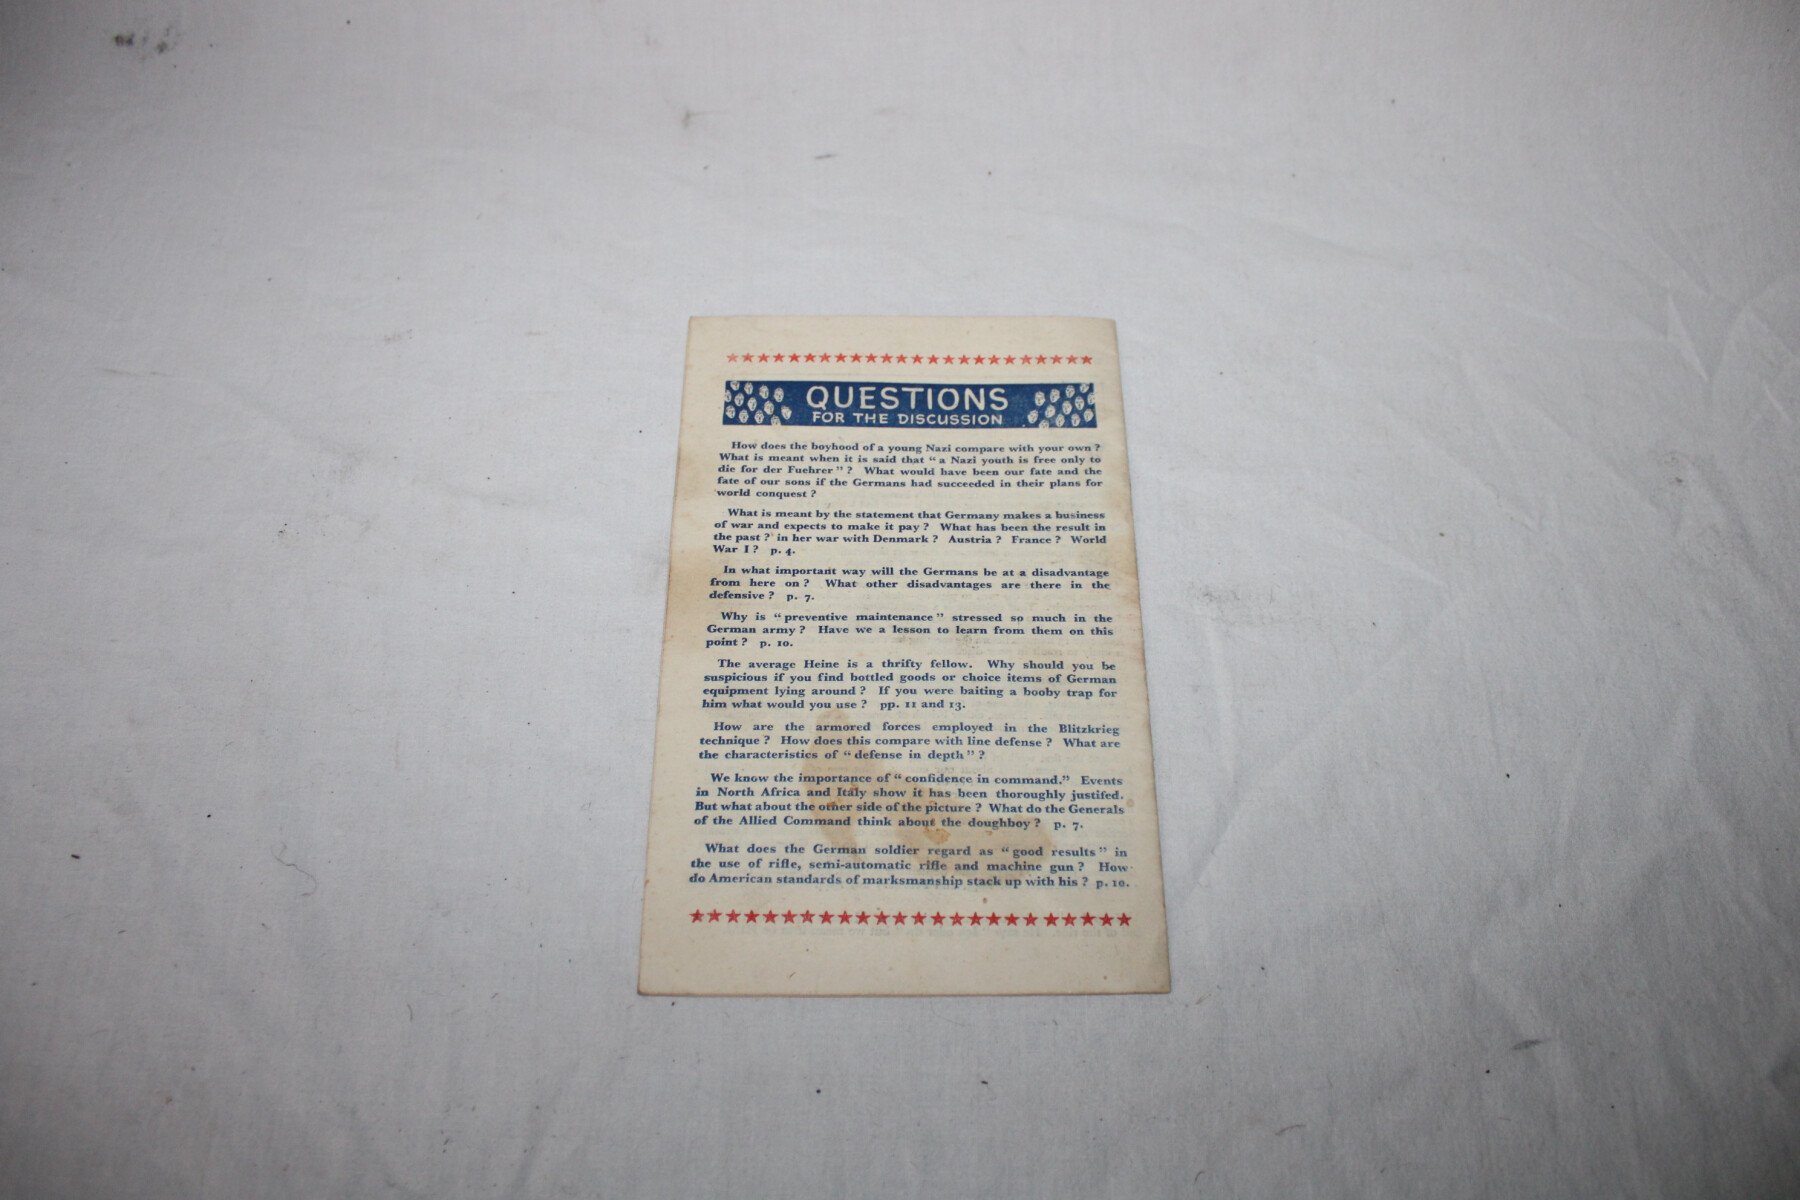 QUESTIONS
FOR THE DISCUSSION
How does the boyhood of a young Nazi compare with your own ?
What is meant when it is said that "a Nazi youth is free only to
die for der Fuehrer" ? What would have been our fate and the
fate of our sons if the Germans had succeeded in their plans for
world conquest ?
What is meant by the statement that Germany makes a business
of war and expects to make it pay ? What has been the result in
the past ? in her war with Denmark ? Austria ? France ? World
War I ? p. 4.
In what important way will the Germans be at a disadvantage
from here on ? What other disadvantages are there in the
defensive ? p. 7.
Why is "preventive maintenance" stressed so much in the
German army ? Have we a lesson to learn from them on this
point ? p. 10.
The average Heine is a thrifty fellow. Why should you be
suspicious if you find bottled goods or choice items of German
equipment lying around ? If you were baiting a booby trap for
him what would you use ? pp. 11 and 13.
How are the armored forces employed in the Blitzkrieg
technique ? How does this compare with line defense ? What are
the characteristics of "defense in depth" ?
We know the importance of "confidence in command." Events
in North Africa and Italy show it has been thoroughly justifed.
But what about the other side of the picture ? What do the Generals
of the Allied Command think about the doughboy ? p. 7.
What does the German soldier regard as "good results" in
the use of rifle, semi-automatic rifle and machine gun ? How
do American standards of marksmanship stack up with his ? p. 10.